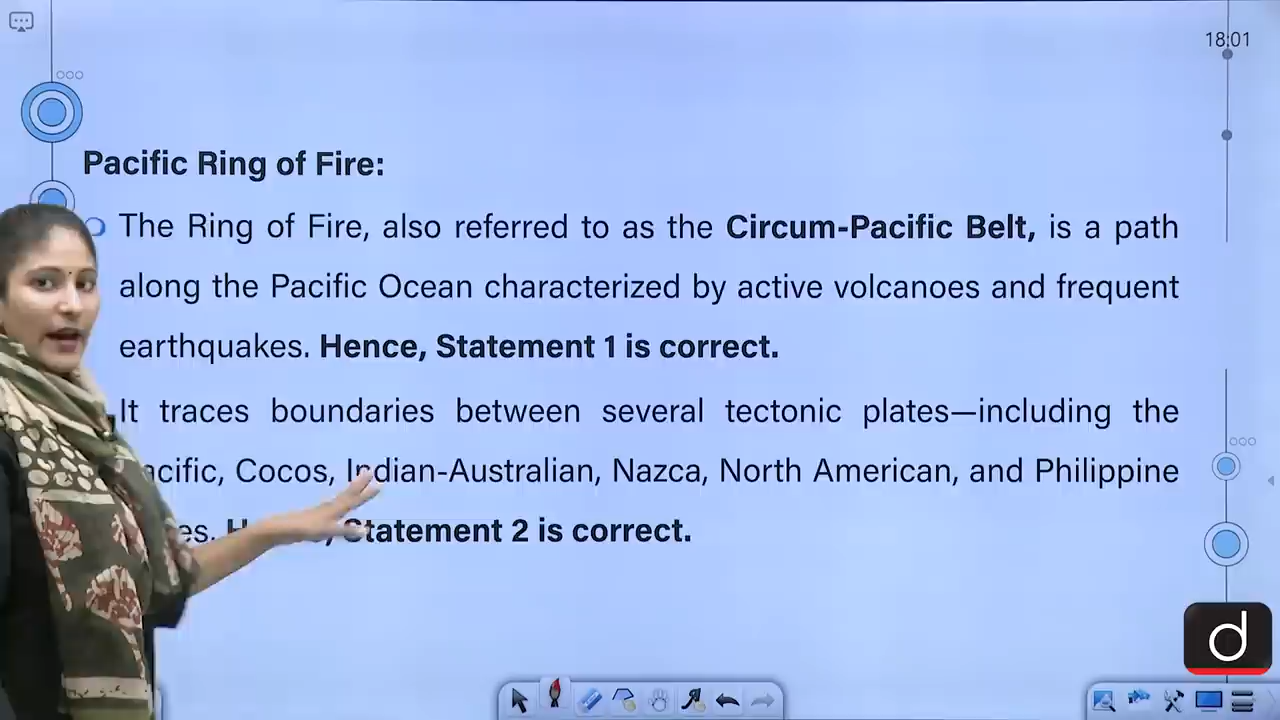 18:01
Pacific Ring of Fire:
The Ring of Fire, also referred to as the Circum-Pacific Belt, is a path
along the Pacific Ocean characterized by active volcanoes and frequent
earthquakes. Hence, Statement 1 is correct.
It traces boundaries between several tectonic plates—including the
Cocos, Indian-Australian, Nazca, North American, and Philippine
Statement 2 is correct.
d